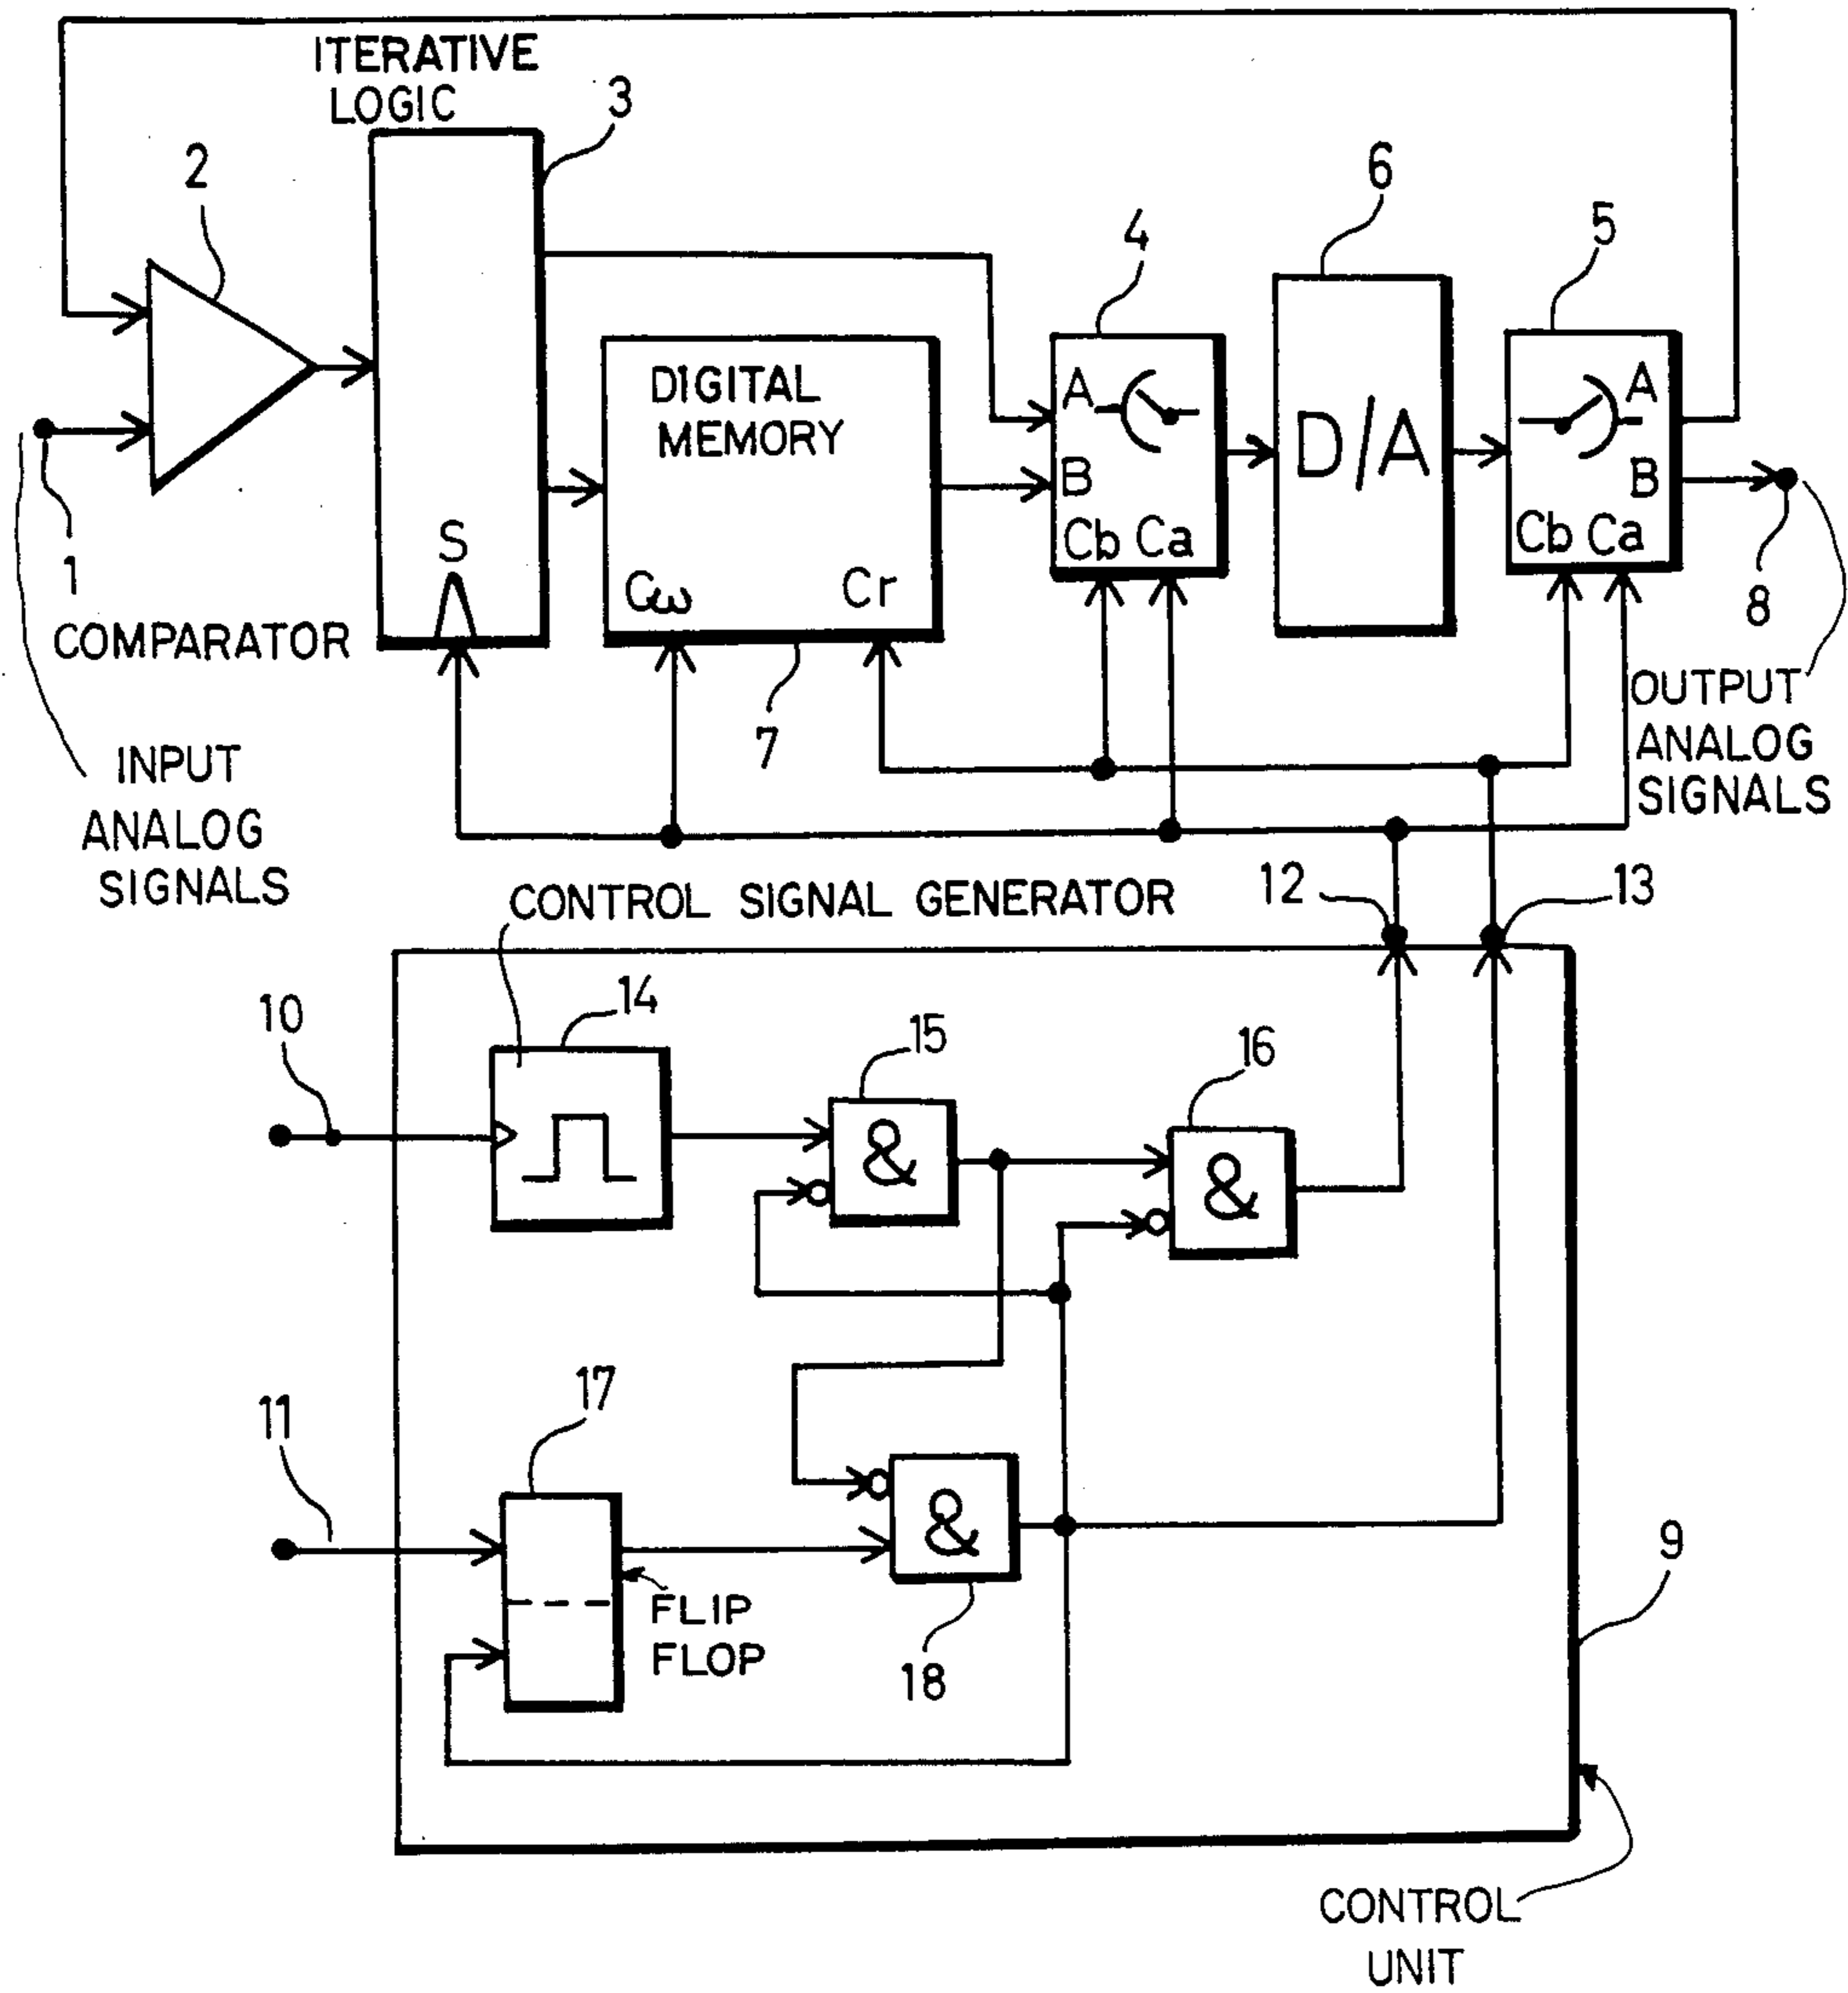 ITERATIVE
LOGIC
3
2
6
4
5
DIGITAL
MEMORY
A
B
Cb Ca
D/A
A
B
Cb Ca
S
Cω
Cr
1
8
COMPARATOR
7
OUTPUT
ANALOG
SIGNALS
INPUT
ANALOG
SIGNALS
CONTROL SIGNAL GENERATOR
12
13
10
14
15
16
&
&
11
17
&
FLIP
FLOP
18
9
CONTROL
UNIT